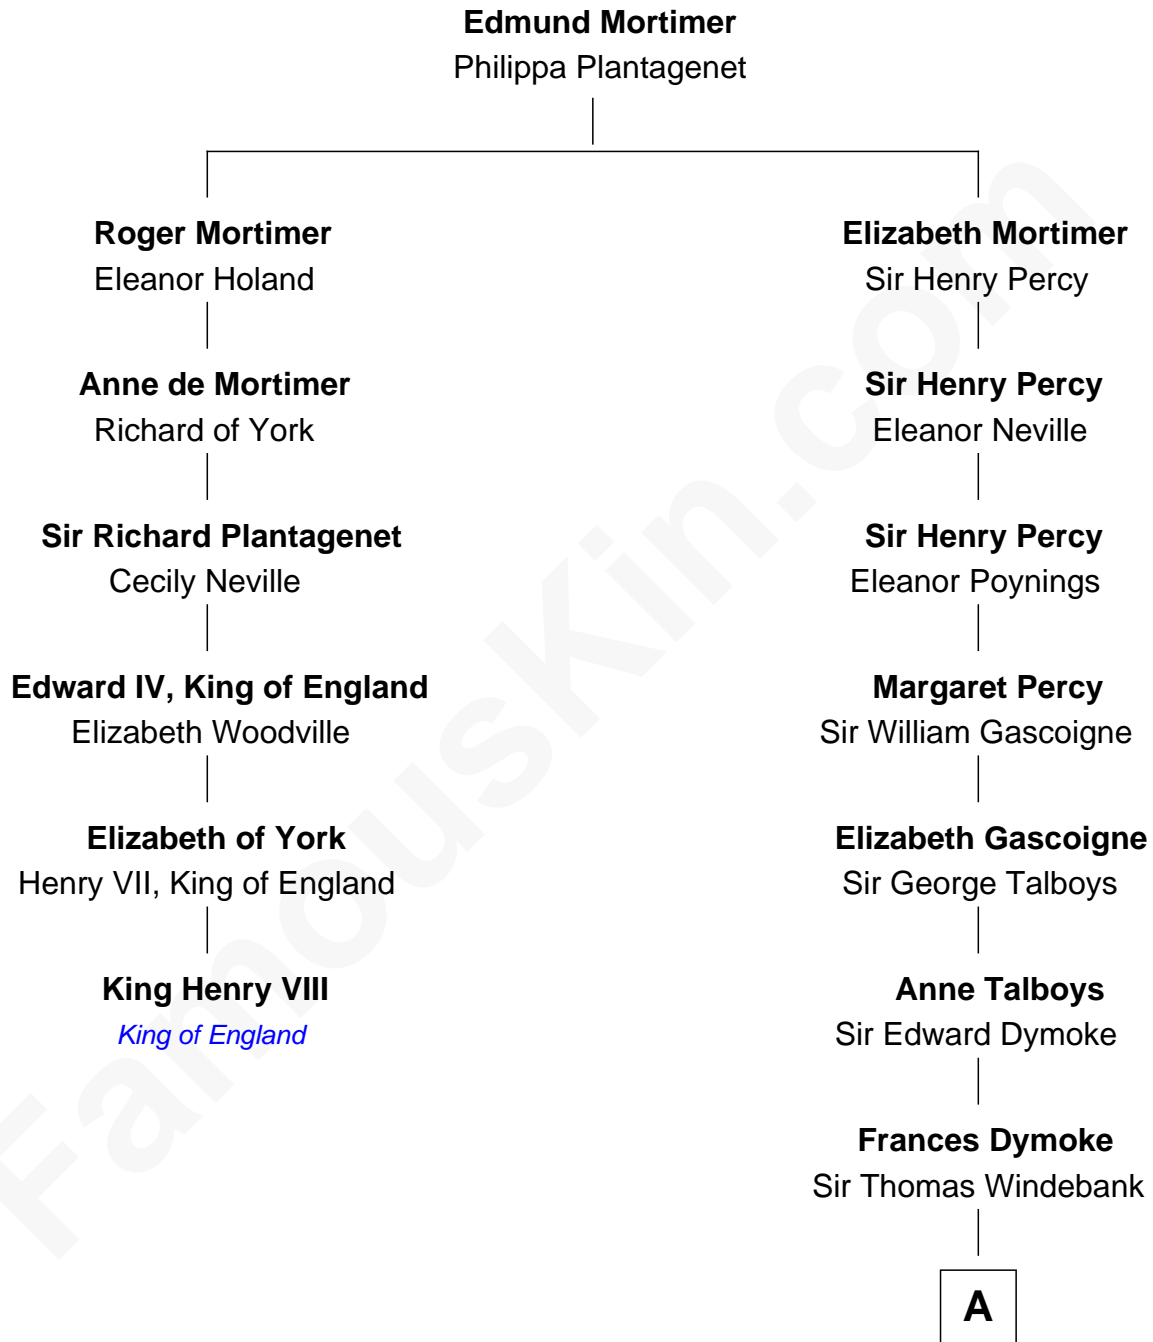 Edmund Mortimer
Philippa Plantagenet
Roger Mortimer
Eleanor Holand
Elizabeth Mortimer
Sir Henry Percy
Anne de Mortimer
Richard of York
Sir Henry Percy
Eleanor Neville
Sir Richard Plantagenet
Cecily Neville
Sir Henry Percy
Eleanor Poynings
Edward IV, King of England
Elizabeth Woodville
Margaret Percy
Sir William Gascoigne
Elizabeth of York
Henry VII, King of England
Elizabeth Gascoigne
Sir George Talboys
King Henry VIII
King of England
Anne Talboys
Sir Edward Dymoke
Frances Dymoke
Sir Thomas Windebank
A
FamousKin.com